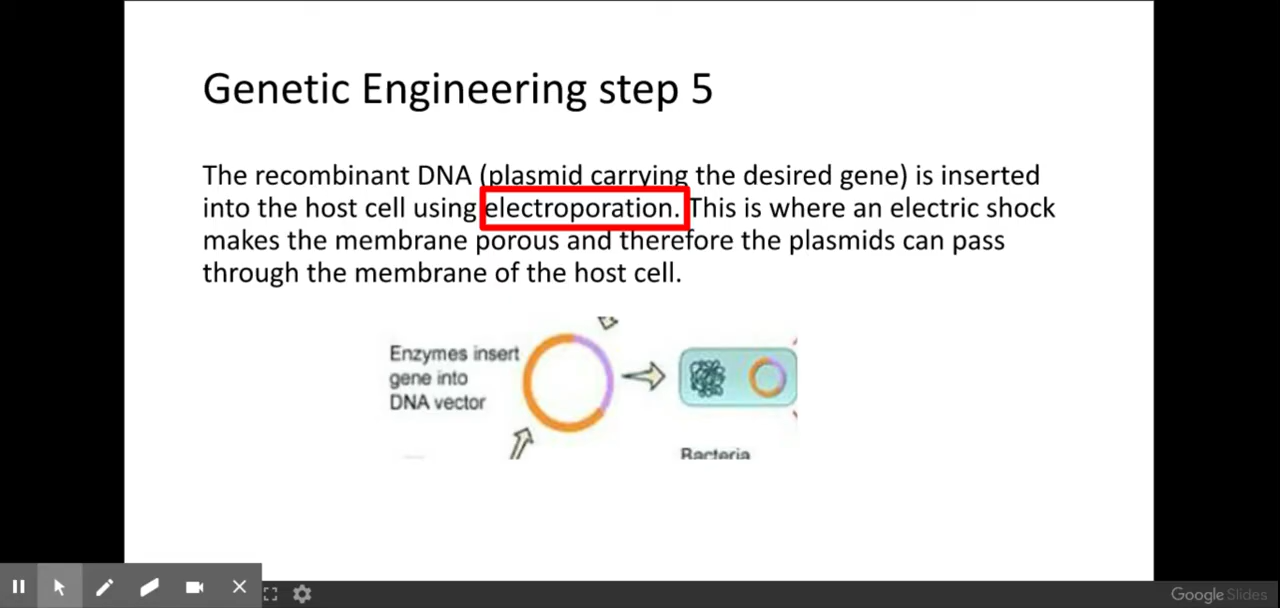 Genetic Engineering step 5
The recombinant DNA (plasmid carrying the desired gene) is inserted
into the host cell using electroporation. This is where an electric shock
makes the membrane porous and therefore the plasmids can pass
through the membrane of the host cell.
Enzymes insert
gene into
DNA vector
Bacteria
Google Slides